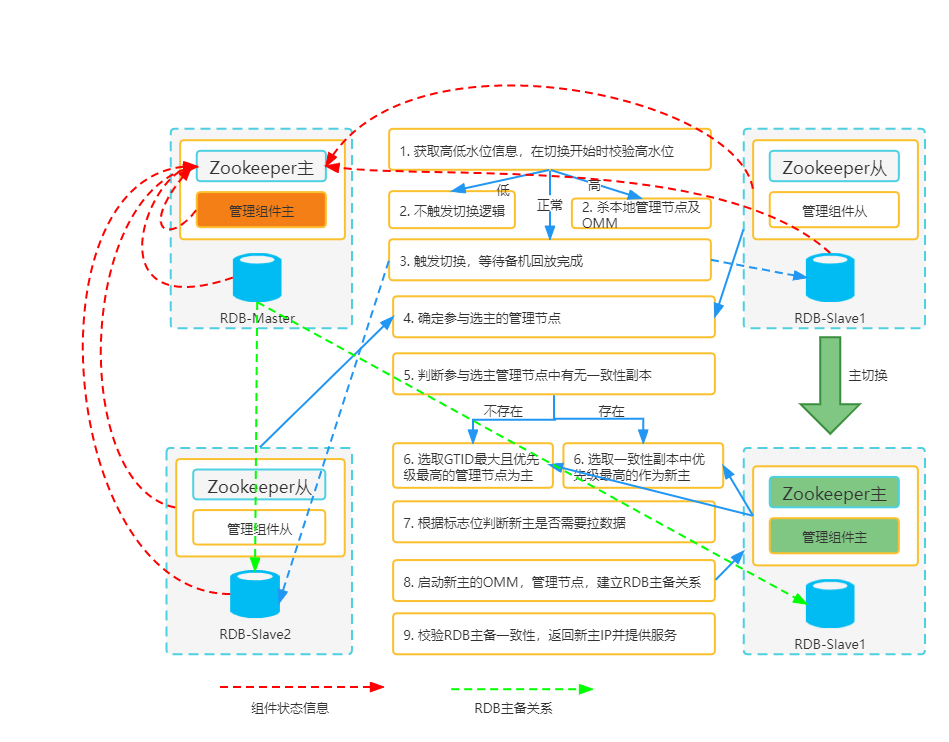 Zookeeper主
管理组件主
RDB-Master
1. 获取高低水位信息，在切换开始时校验高水位
低
正常
高
2. 不触发切换逻辑
2. 杀本地管理节点及
OMM
3. 触发切换，等待备机回放完成
4. 确定参与选主的管理节点
5. 判断参与选主管理节点中有无一致性副本
不存在
存在
6. 选取GTID最大且优先
级最高的管理节点为主
6. 选取一致性副本中优
先级最高的作为新主
7. 根据标志位判断新主是否需要拉数据
8. 启动新主的OMM，管理节点，建立RDB主备关系
9. 校验RDB主备一致性，返回新主IP并提供服务
Zookeeper从
管理组件从
RDB-Slave1
主切换
Zookeeper从
管理组件从
RDB-Slave2
Zookeeper主
管理组件主
RDB-Slave1
组件状态信息
RDB主备关系